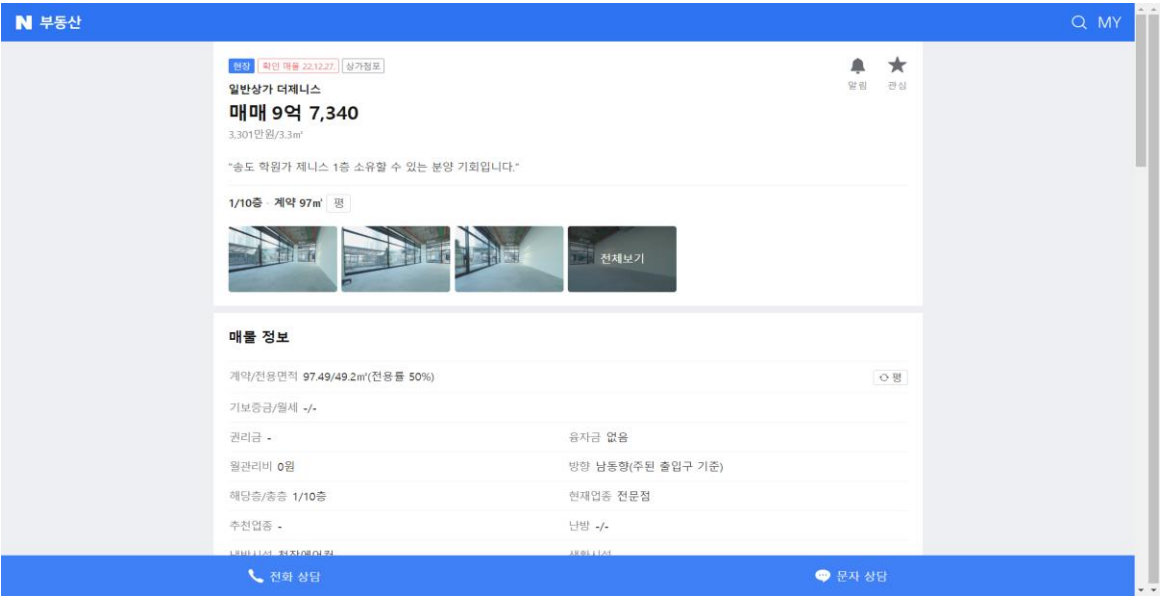 N 부동산
MY
현장 확인 매물 22.12.27. 상가점포
알림 관심
일반상가 더제니스
매매 9억 7,340
3,301만원/3.3㎡
"송도 학원가 제니스 1층 소유할 수 있는 분양 기회입니다."
1/10층 · 계약 97㎡ 평
전체보기
매물 정보
계약/전용면적 97.49/49.2㎡(전용률 50%) 평
기보증금/월세 -/-
권리금 - 융자금 없음
월관리비 0원 방향 남동향(주된 출입구 기준)
해당층/총층 1/10층 현재업종 전문점
추천업종 - 난방 -/-
전화 상담 문자 상담